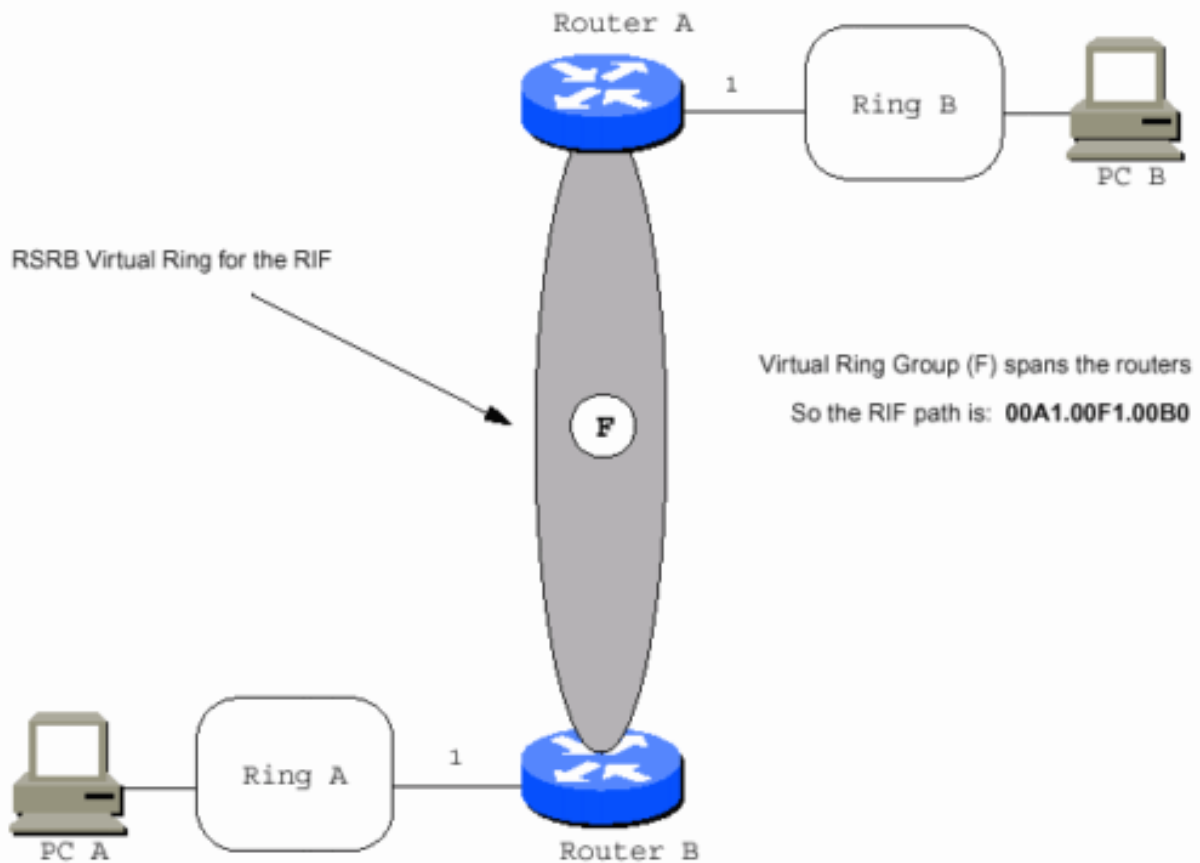 Router A
1
Ring B
PC B
RSRB Virtual Ring for the RIF
Virtual Ring Group (F) spans the routers
So the RIF path is: 00A1.00F1.00B0
F
1
Ring A
PC A
Router B